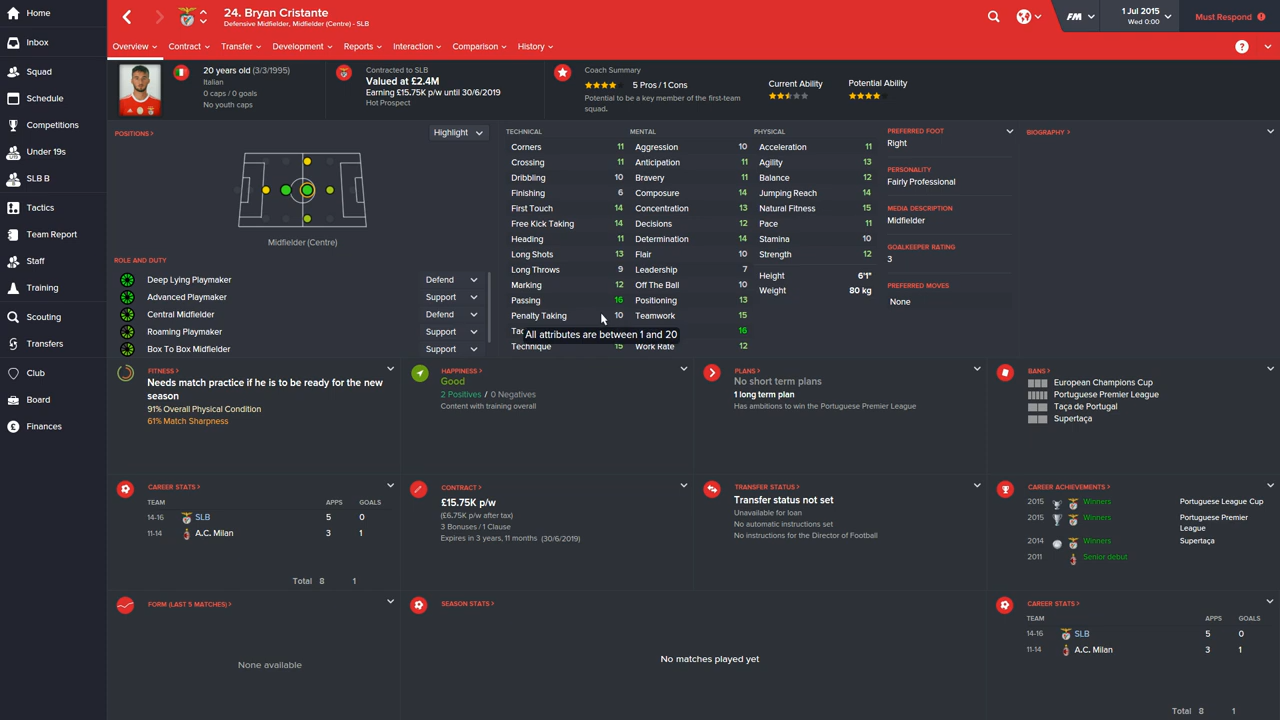 Home
Inbox
Squad
Schedule
Competitions
Under 19s
SLB B
Tactics
Team Report
Staff
Training
Scouting
Transfers
Club
Board
Finances
24. Bryan Cristante
Defensive Midfielder, Midfielder (Centre) - SLB
FM
1 Jul 2015
Wed 0:00
Must Respond
Overview Contract Transfer Development Reports Interaction Comparison History
20 years old (3/3/1995)
Italian
0 caps / 0 goals
No youth caps
Contracted to SLB
Valued at £2.4M
Earning £15.75K p/w until 30/6/2019
Hot Prospect
Coach Summary
5 Pros / 1 Cons
Potential to be a key member of the first-team
squad.
Current Ability
Potential Ability
POSITIONS >
Highlight
Midfielder (Centre)
ROLE AND DUTY
Deep Lying Playmaker Defend
Advanced Playmaker Support
Central Midfielder Defend
Roaming Playmaker Support
Box To Box Midfielder Support
TECHNICAL
Corners 11
Crossing 11
Dribbling 10
Finishing 6
First Touch 14
Free Kick Taking 14
Heading 11
Long Shots 13
Long Throws 9
Marking 12
Passing 16
Penalty Taking 10
Technique 15
MENTAL
Aggression 10
Anticipation 11
Bravery 11
Composure 14
Concentration 13
Decisions 12
Determination 14
Flair 10
Leadership 7
Off The Ball 10
Positioning 13
Teamwork 15
16
Work Rate 12
All attributes are between 1 and 20
PHYSICAL
Acceleration 11
Agility 13
Balance 12
Jumping Reach 14
Natural Fitness 15
Pace 11
Stamina 10
Strength 12
Height 6'1"
Weight 80 kg
PREFERRED FOOT
Right
PERSONALITY
Fairly Professional
MEDIA DESCRIPTION
Midfielder
GOALKEEPER RATING
3
PREFERRED MOVES
None
BIOGRAPHY >
FITNESS >
Needs match practice if he is to be ready for the new
season
91% Overall Physical Condition
61% Match Sharpness
HAPPINESS >
Good
2 Positives / 0 Negatives
Content with training overall
PLANS >
No short term plans
1 long term plan
Has ambitions to win the Portuguese Premier League
BANS >
European Champions Cup
Portuguese Premier League
Taça de Portugal
Supertaça
CAREER STATS >
TEAM APPS GOALS
14-16 SLB 5 0
11-14 A.C. Milan 3 1
Total 8 1
CONTRACT >
£15.75K p/w
(£6.75K p/w after tax)
3 Bonuses / 1 Clause
Expires in 3 years, 11 months (30/6/2019)
TRANSFER STATUS >
Transfer status not set
Unavailable for loan
No automatic instructions set
No instructions for the Director of Football
CAREER ACHIEVEMENTS >
2015 Winners Portuguese League Cup
2015 Winners Portuguese Premier
League
2014 Winners Supertaça
2011 Senior debut
FORM (LAST 5 MATCHES) >
None available
SEASON STATS >
No matches played yet
CAREER STATS >
TEAM APPS GOALS
14-16 SLB 5 0
11-14 A.C. Milan 3 1
Total 8 1